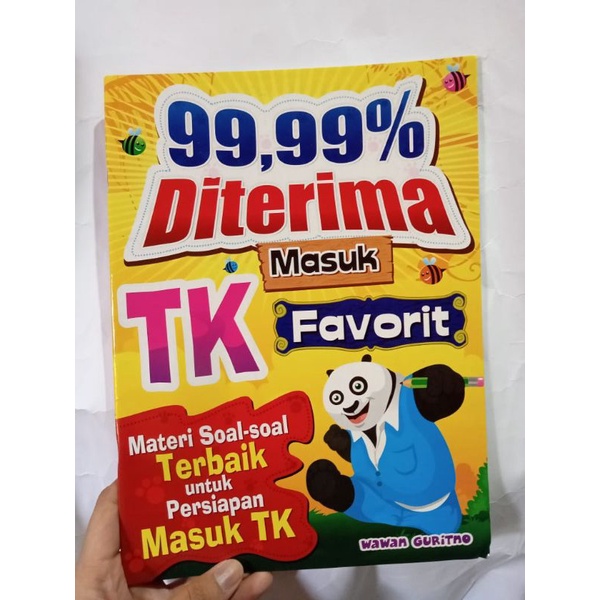 99,99%
Diterima
Masuk
TK
Favorit
Materi Soal-soal
Terbaik
untuk
Persiapan
Masuk TK
WAWAN GURITNO